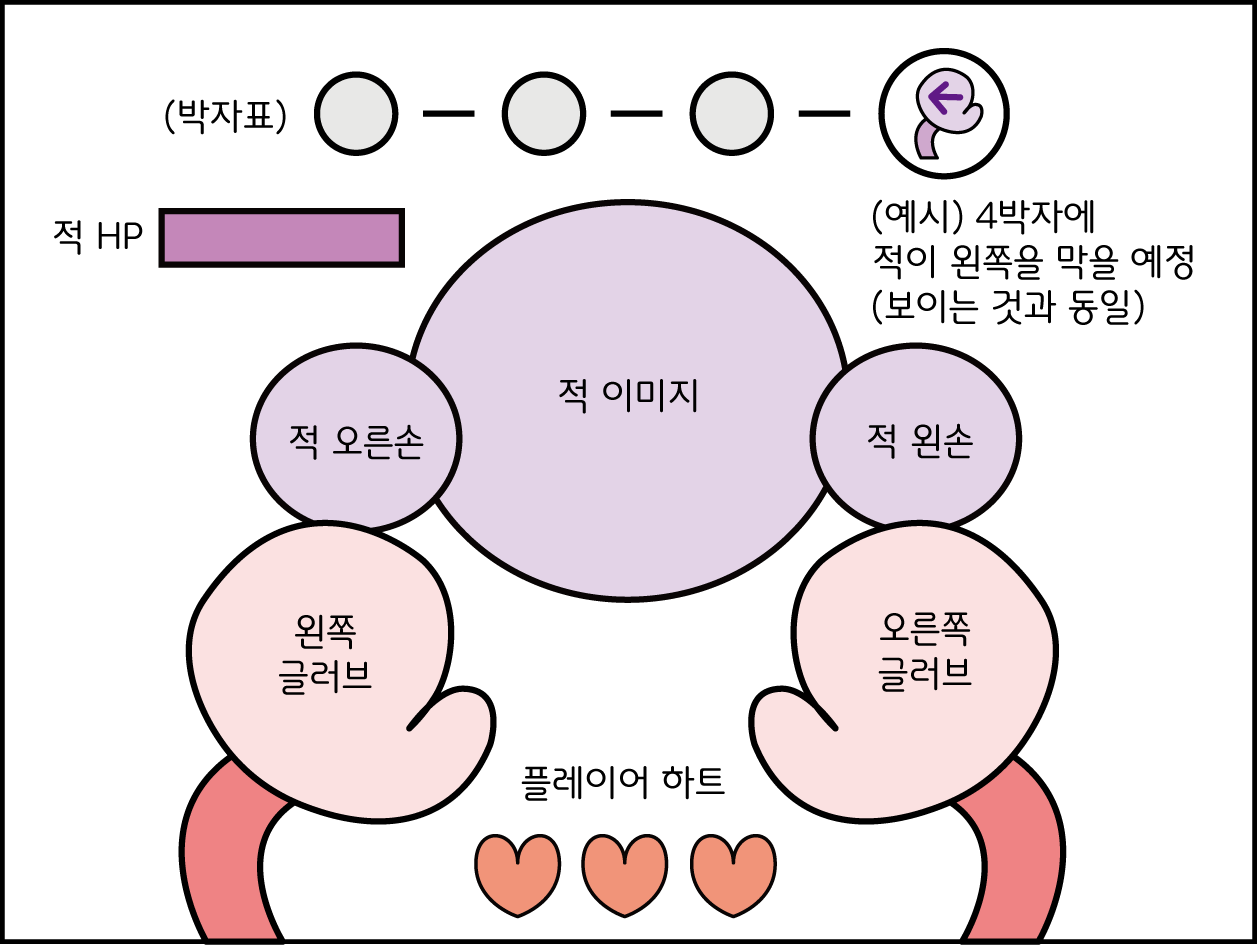 (박자표)
적 HP
(예시) 4박자에
적이 왼쪽을 막을 예정
(보이는 것과 동일)
적 이미지
적 오른손
적 왼손
왼쪽
글러브
오른쪽
글러브
플레이어 하트